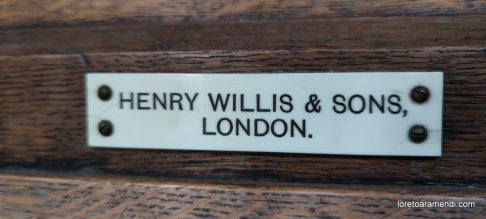 HENRY WILLIS & SONS,
LONDON.
loretoaramendi.com